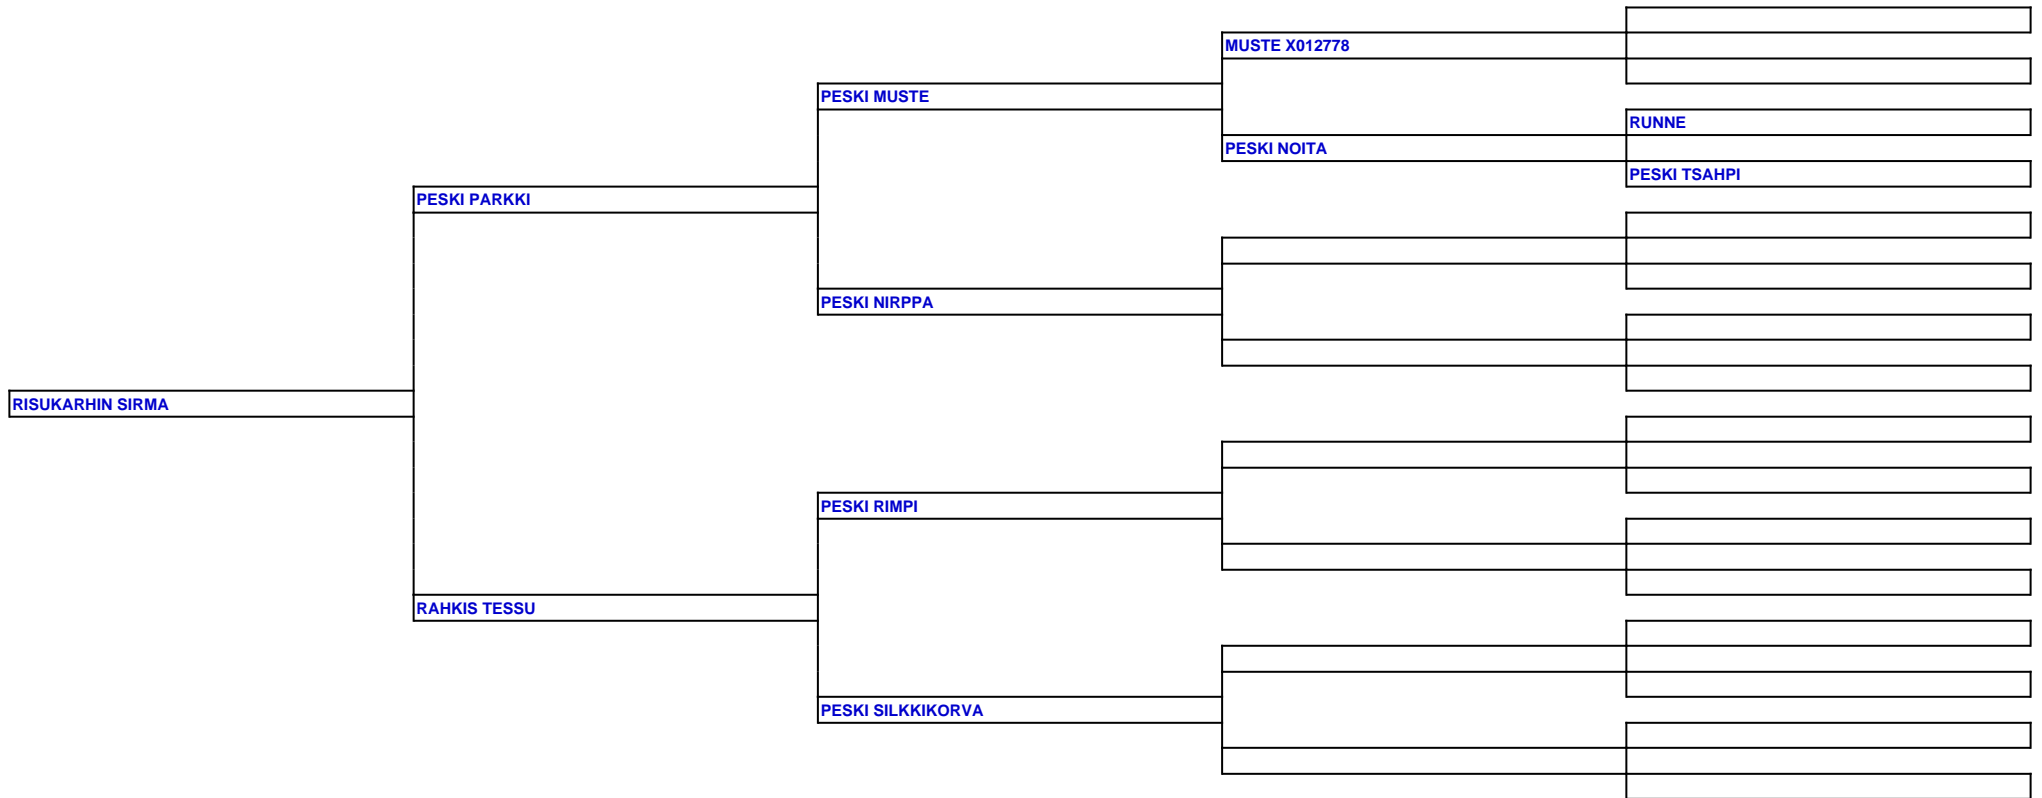 MUSTE X012778
PESKI MUSTE
RUNNE
PESKI NOITA
PESKI TSAHPI
PESKI PARKKI
PESKI NIRPPA
RISUKARHIN SIRMA
PESKI RIMPI
RAHKIS TESSU
PESKI SILKKIKORVA